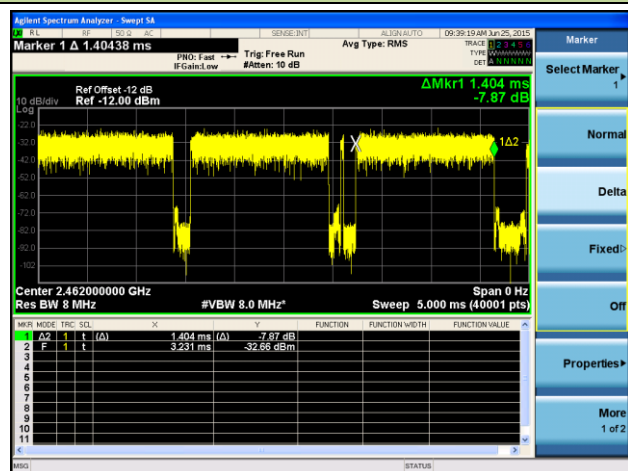 Agilent Spectrum Analyzer - Swept SA
RL RF 50 Ω AC SENSE:INT ALIGN AUTO 09:39:19 AM Jun 25, 2015
Marker 1 Δ 1.40438 ms
PNO: Fast
IFGain:Low
Trig: Free Run
#Atten: 10 dB
Avg Type: RMS
TRACE 1 2 3 4 5 6
TYPE
DET A N N N N N
Ref Offset -12 dB
Ref -12.00 dBm
10 dB/div
Log
ΔMkr1 1.404 ms
-7.87 dB
-22.0
-32.0
-42.0
-52.0
-62.0
-72.0
-82.0
-92.0
-102
X
1Δ2
Center 2.462000000 GHz
Span 0 Hz
Res BW 8 MHz
#VBW 8.0 MHz*
Sweep 5.000 ms (40001 pts)
MKR MODE TRC SCL X Y FUNCTION FUNCTION WIDTH FUNCTION VALUE
1 Δ2 1 t (Δ) 1.404 ms (Δ) -7.87 dB
2 F 1 t 3.231 ms -32.66 dBm
3
4
5
6
7
8
9
10
11
MSG
STATUS
Marker
Select Marker
1
Normal
Delta
Fixed
Off
Properties
More
1 of 2